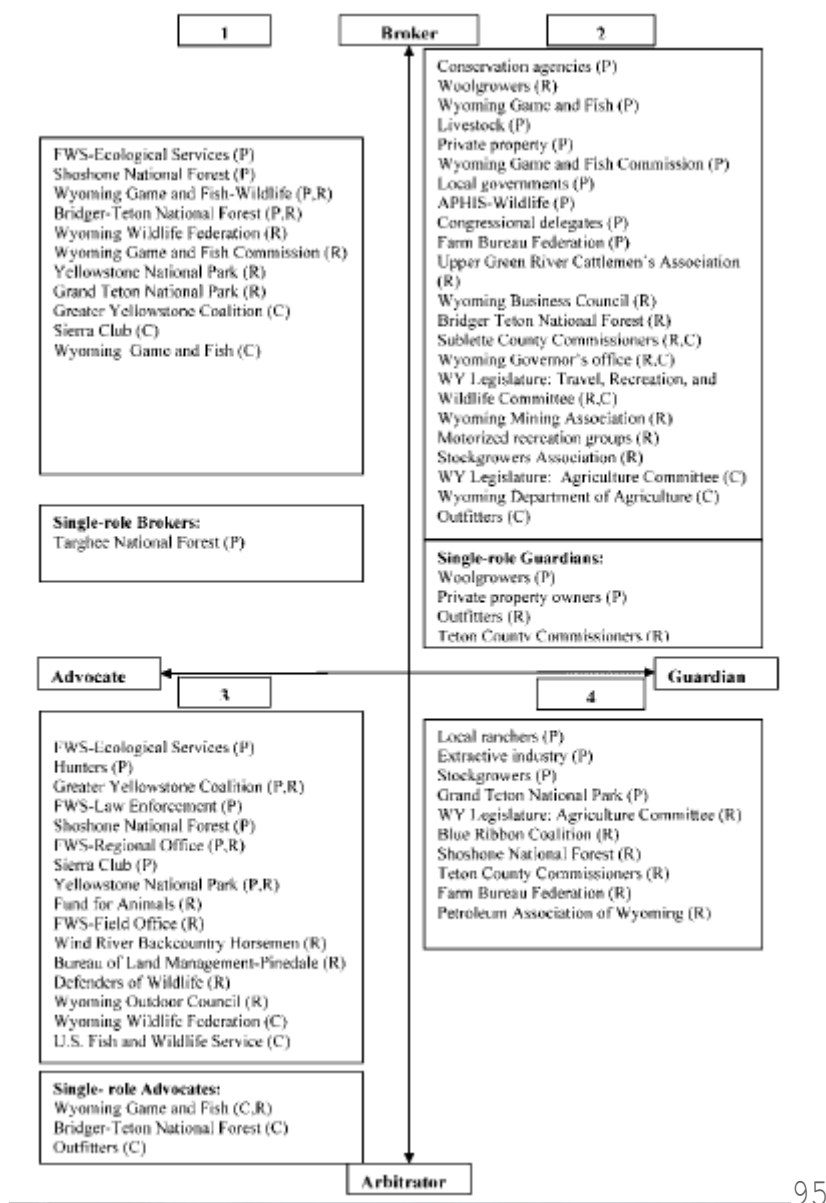 1
Broker
2
FWS-Ecological Services (P)
Shoshone National Forest (P)
Wyoming Game and Fish-Wildlife (P,R)
Bridger-Teton National Forest (P,R)
Wyoming Wildlife Federation (R)
Wyoming Game and Fish Commission (R)
Yellowstone National Park (R)
Grand Teton National Park (R)
Greater Yellowstone Coalition (C)
Sierra Club (C)
Wyoming Game and Fish (C)
Single-role Brokers:
Targhee National Forest (P)
Conservation agencies (P)
Woolgrowers (R)
Wyoming Game and Fish (P)
Livestock (P)
Private property (P)
Wyoming Game and Fish Commission (P)
Local governments (P)
APHIS-Wildlife (P)
Congressional delegates (P)
Farm Bureau Federation (P)
Upper Green River Cattlemen's Association
(R)
Wyoming Business Council (R)
Bridger Teton National Forest (R)
Sublette County Commissioners (R,C)
Wyoming Governor's office (R,C)
WY Legislature: Travel, Recreation, and
Wildlife Committee (R,C)
Wyoming Mining Association (R)
Motorized recreation groups (R)
Stockgrowers Association (R)
WY Legislature: Agriculture Committee (C)
Wyoming Department of Agriculture (C)
Outfitters (C)
Single-role Guardians:
Woolgrowers (P)
Private property owners (P)
Outfitters (R)
Teton County Commissioners (R)
Advocate
Guardian
3
4
FWS-Ecological Services (P)
Hunters (P)
Greater Yellowstone Coalition (P,R)
FWS-Law Enforcement (P)
Shoshone National Forest (P)
FWS-Regional Office (P,R)
Sierra Club (P)
Yellowstone National Park (P,R)
Fund for Animals (R)
FWS-Field Office (R)
Wind River Backcountry Horsemen (R)
Bureau of Land Management-Pinedale (R)
Defenders of Wildlife (R)
Wyoming Outdoor Council (R)
Wyoming Wildlife Federation (C)
U.S. Fish and Wildlife Service (C)
Single- role Advocates:
Wyoming Game and Fish (C,R)
Bridger-Teton National Forest (C)
Outfitters (C)
Local ranchers (P)
Extractive industry (P)
Stockgrowers (P)
Grand Teton National Park (P)
WY Legislature: Agriculture Committee (R)
Blue Ribbon Coalition (R)
Shoshone National Forest (R)
Teton County Commissioners (R)
Farm Bureau Federation (R)
Petroleum Association of Wyoming (R)
Arbitrator
95